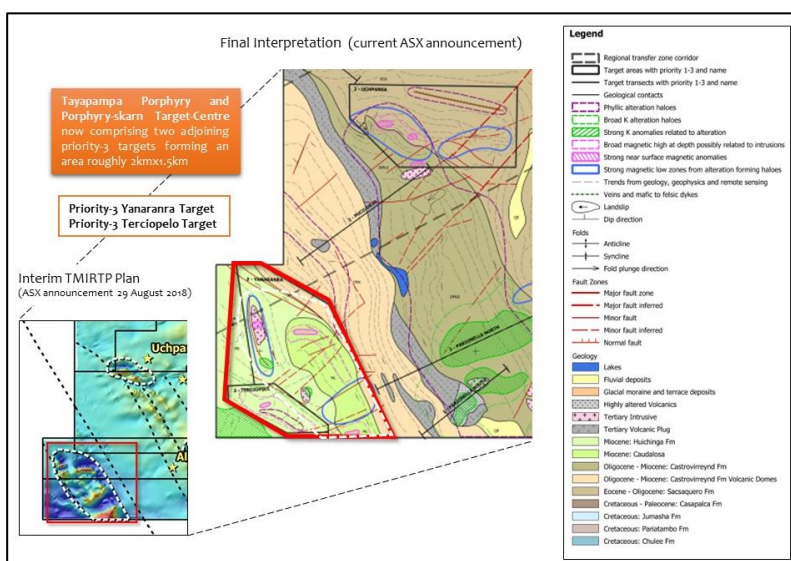 Final Interpretation (current ASX announcement)
Tayapampa Porphyry and
Porphyry-skarn Target-Centre
now comprising two adjoining
priority-3 targets forming an
area roughly 2kmx1.5km
Priority-3 Yanaranra Target
Priority-3 Terciopelo Target
Interim TMIRTP Plan
(ASX announcement 29 August 2018)
Uchpa
Al
2 - UCHPANGA
3 - YANARANRA
3 - TERCIOPELO
Legend
Regional transfer zone corridor
Target areas with priority 1-3 and name
Target transects with priority 1-3 and name
Geological contacts
Phyllic alteration haloes
Broad K alteration haloes
Strong K anomalies related to alteration
Broad magnetic high at depth possibly related to intrusions
Strong near surface magnetic anomalies
Strong magnetic low zones from alteration forming haloes
Trends from geology, geophysics and remote sensing
Veins and mafic to felsic dykes
Landslip
Dip direction
Folds
Anticline
Syncline
Fold plunge direction
Fault Zones
Major fault zone
Major fault inferred
Minor fault
Minor fault inferred
Normal fault
Geology
Lakes
Fluvial deposits
Glacial moraine and terrace deposits
Highly altered Volcanics
Tertiary Intrusive
Tertiary Volcanic Plug
Miocene: Huichinga Fm
Miocene: Caudalosa
Oligocene - Miocene: Castrovirreynd Fm
Oligocene - Miocene: Castrovirreynd Fm Volcanic Domes
Eocene - Oligocene: Sacsaquero Fm
Cretaceous - Paleocene: Casapalca Fm
Cretaceous: Jumasha Fm
Cretaceous: Pariatambo Fm
Cretaceous: Chulec Fm